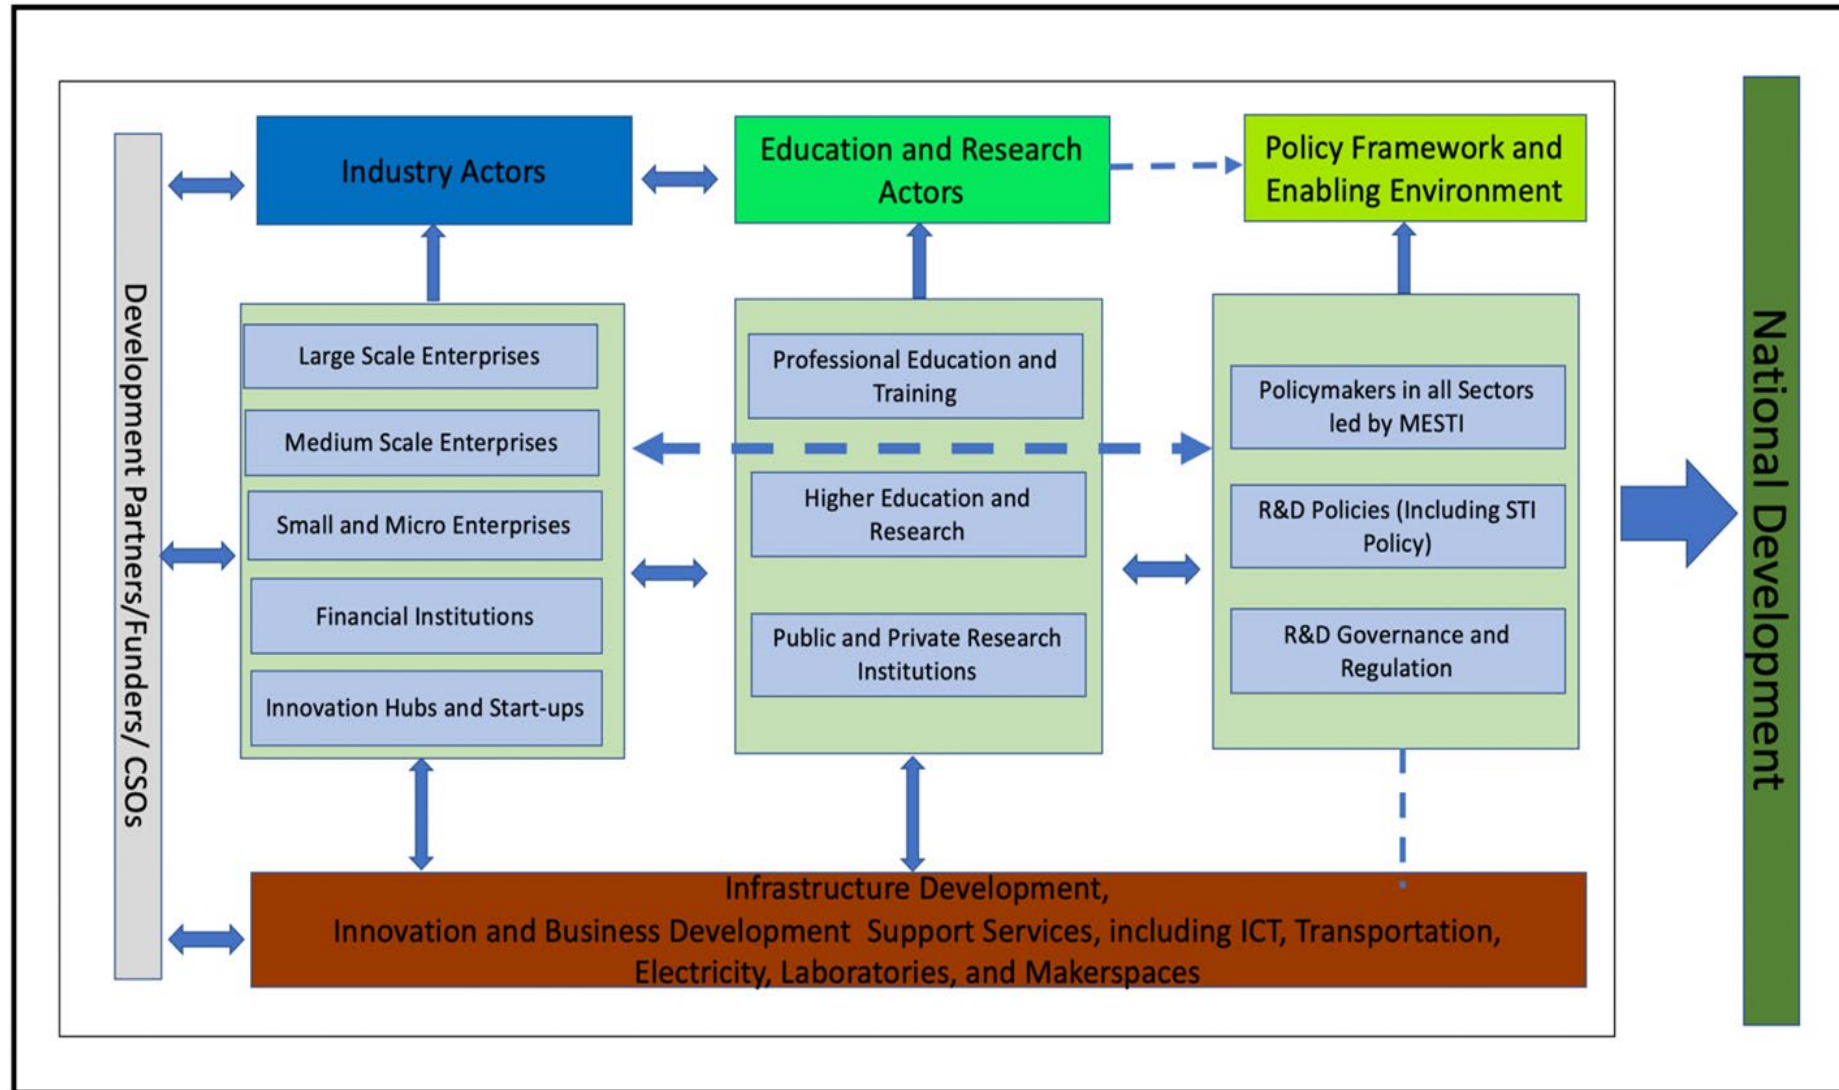 Industry Actors
Education and Research
Actors
Policy Framework and
Enabling Environment
Development Partners/Funders/ CSOs
Large Scale Enterprises
Medium Scale Enterprises
Small and Micro Enterprises
Financial Institutions
Innovation Hubs and Start-ups
Professional Education and
Training
Higher Education and
Research
Public and Private Research
Institutions
Policymakers in all Sectors
led by MESTI
R&D Policies (Including STI
Policy)
R&D Governance and
Regulation
Infrastructure Development,
Innovation and Business Development  Support Services, including ICT, Transportation,
Electricity, Laboratories, and Makerspaces
National Development